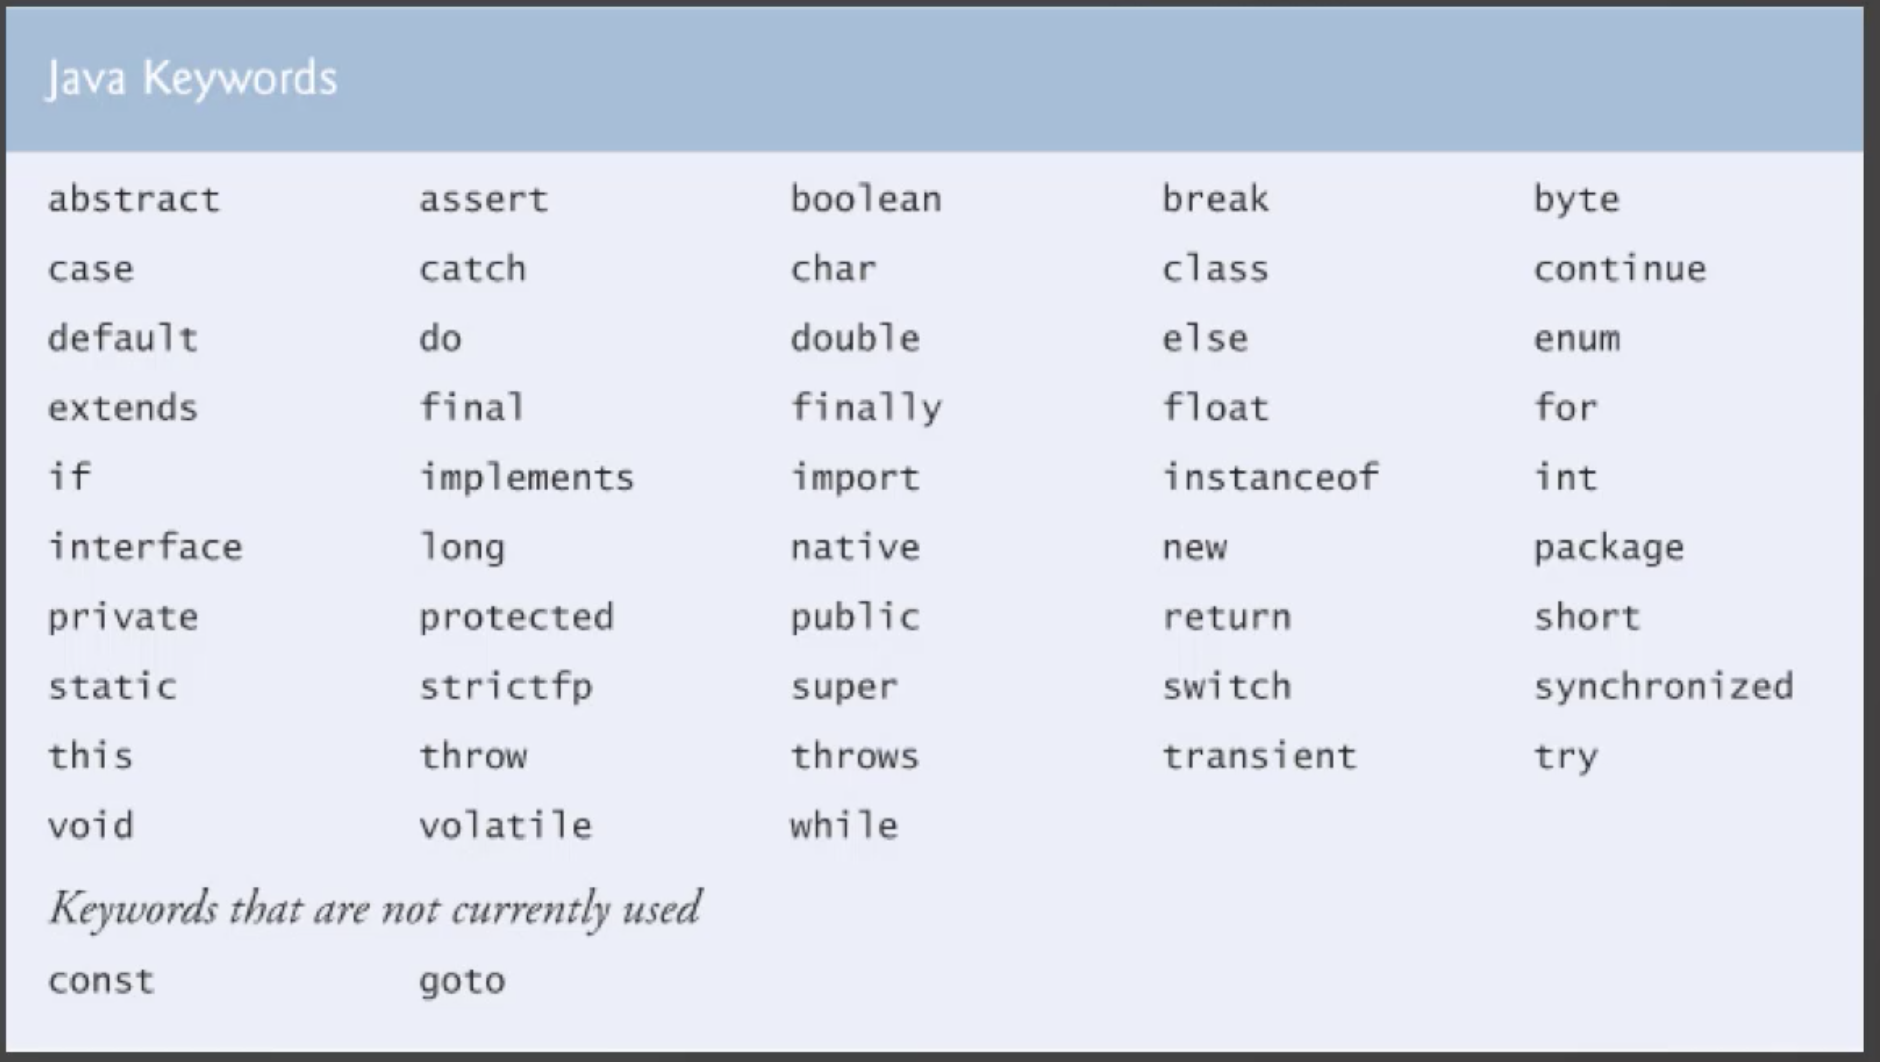 Java Keywords
abstract assert boolean break byte
case catch char class continue
default do double else enum
extends final finally float for
if implements import instanceof int
interface long native new package
private protected public return short
static strictfp super switch synchronized
this throw throws transient try
void volatile while
Keywords that are not currently used
const goto